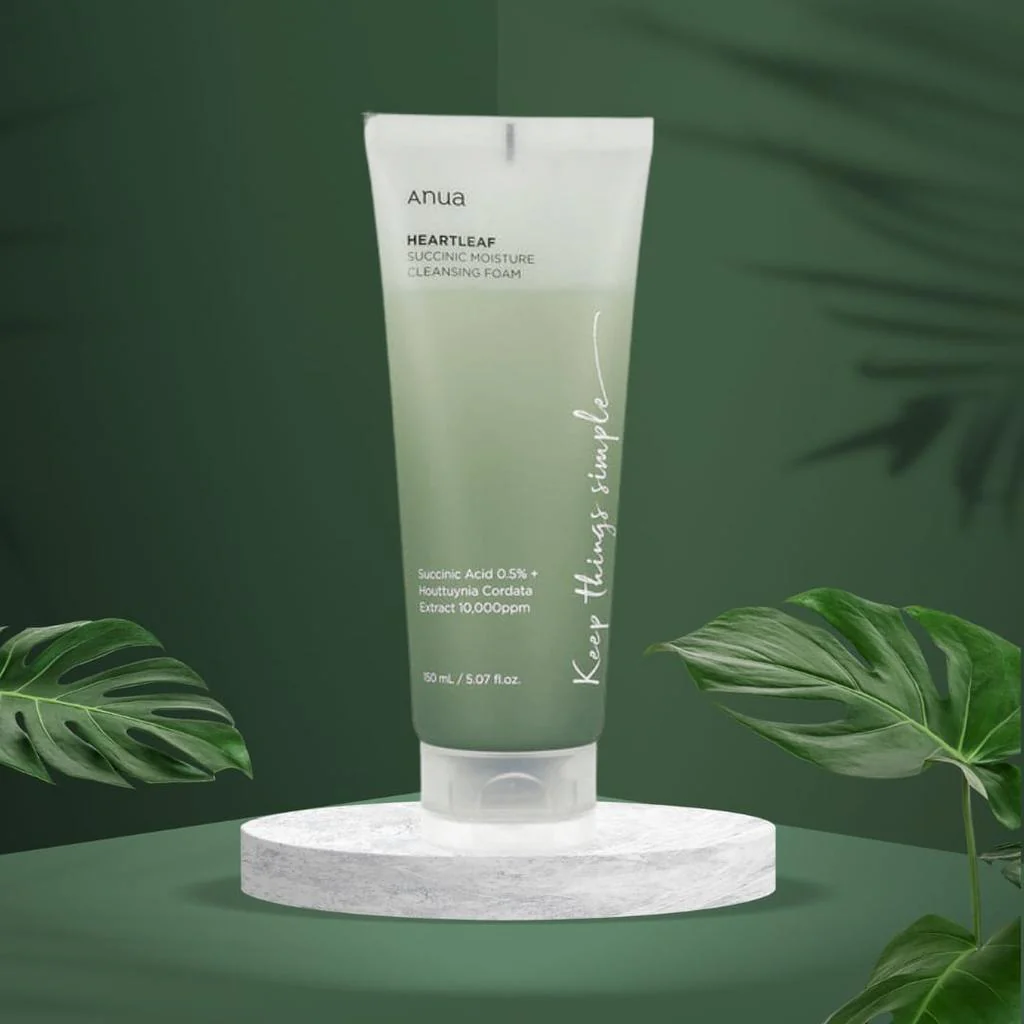 Anua
HEARTLEAF
SUCCINIC MOISTURE
CLEANSING FOAM
Keep things simple
Succinic Acid 0.5% +
Houttuynia Cordata
Extract 10,000ppm
150 mL / 5.07 fl.oz.